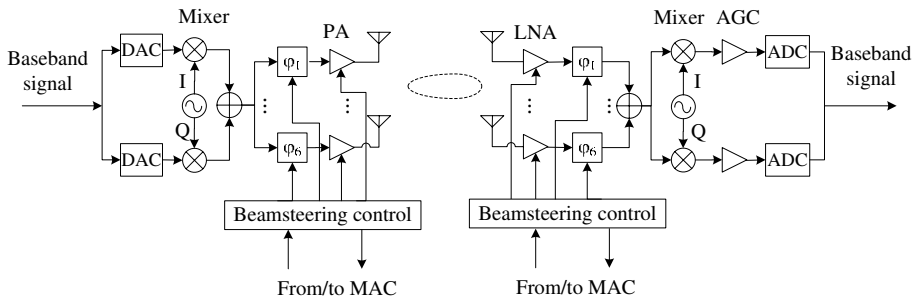 Mixer
PA
LNA
Mixer AGC
DAC
φ1
φ1
ADC
Baseband
signal
I
Q
...
...
...
...
I
Q
Baseband
signal
DAC
φ6
φ6
ADC
Beamsteering control
Beamsteering control
From/to MAC
From/to MAC